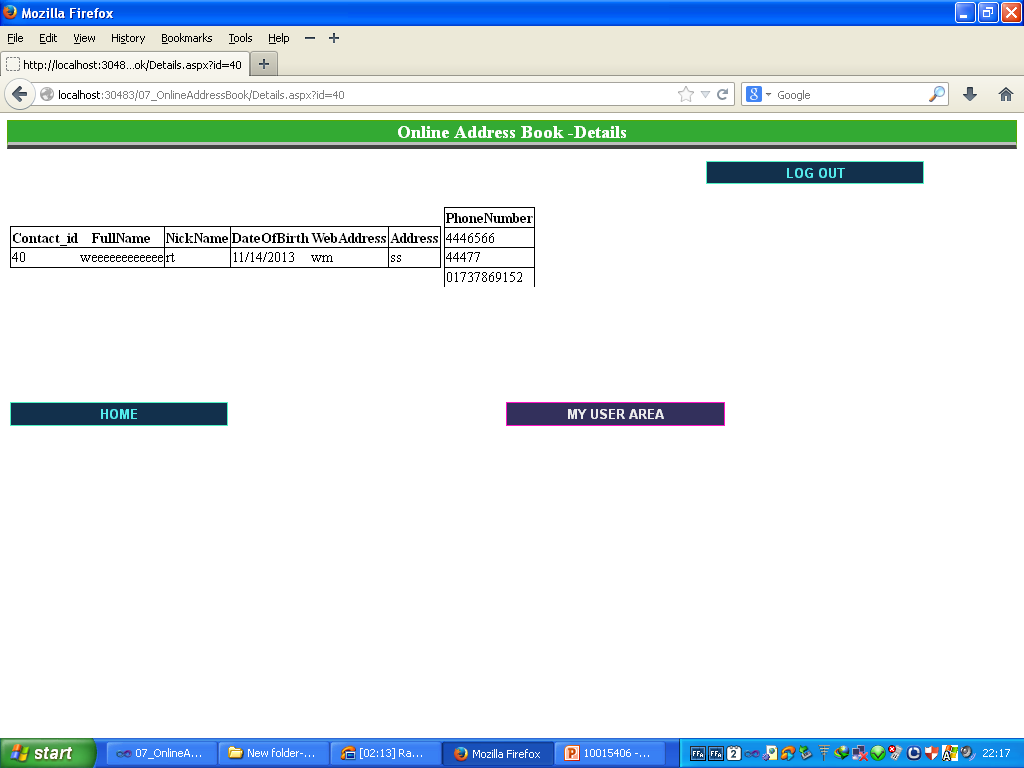 Mozilla Firefox
File Edit View History Bookmarks Tools Help
http://localhost:3048...ok/Details.aspx?id=40
localhost:30483/07_OnlineAddressBook/Details.aspx?id=40
8 Google
Online Address Book -Details
LOG OUT
PhoneNumber
Contact_id FullName NickName DateOfBirth WebAddress Address
4446566
40 weeeeeeeeeeee rt 11/14/2013 wm ss
44477
01737869152
HOME MY USER AREA
start 07_OnlineA... New folder-... [02:13] Ra... Mozilla Firefox 10015406 -... 2 22:17